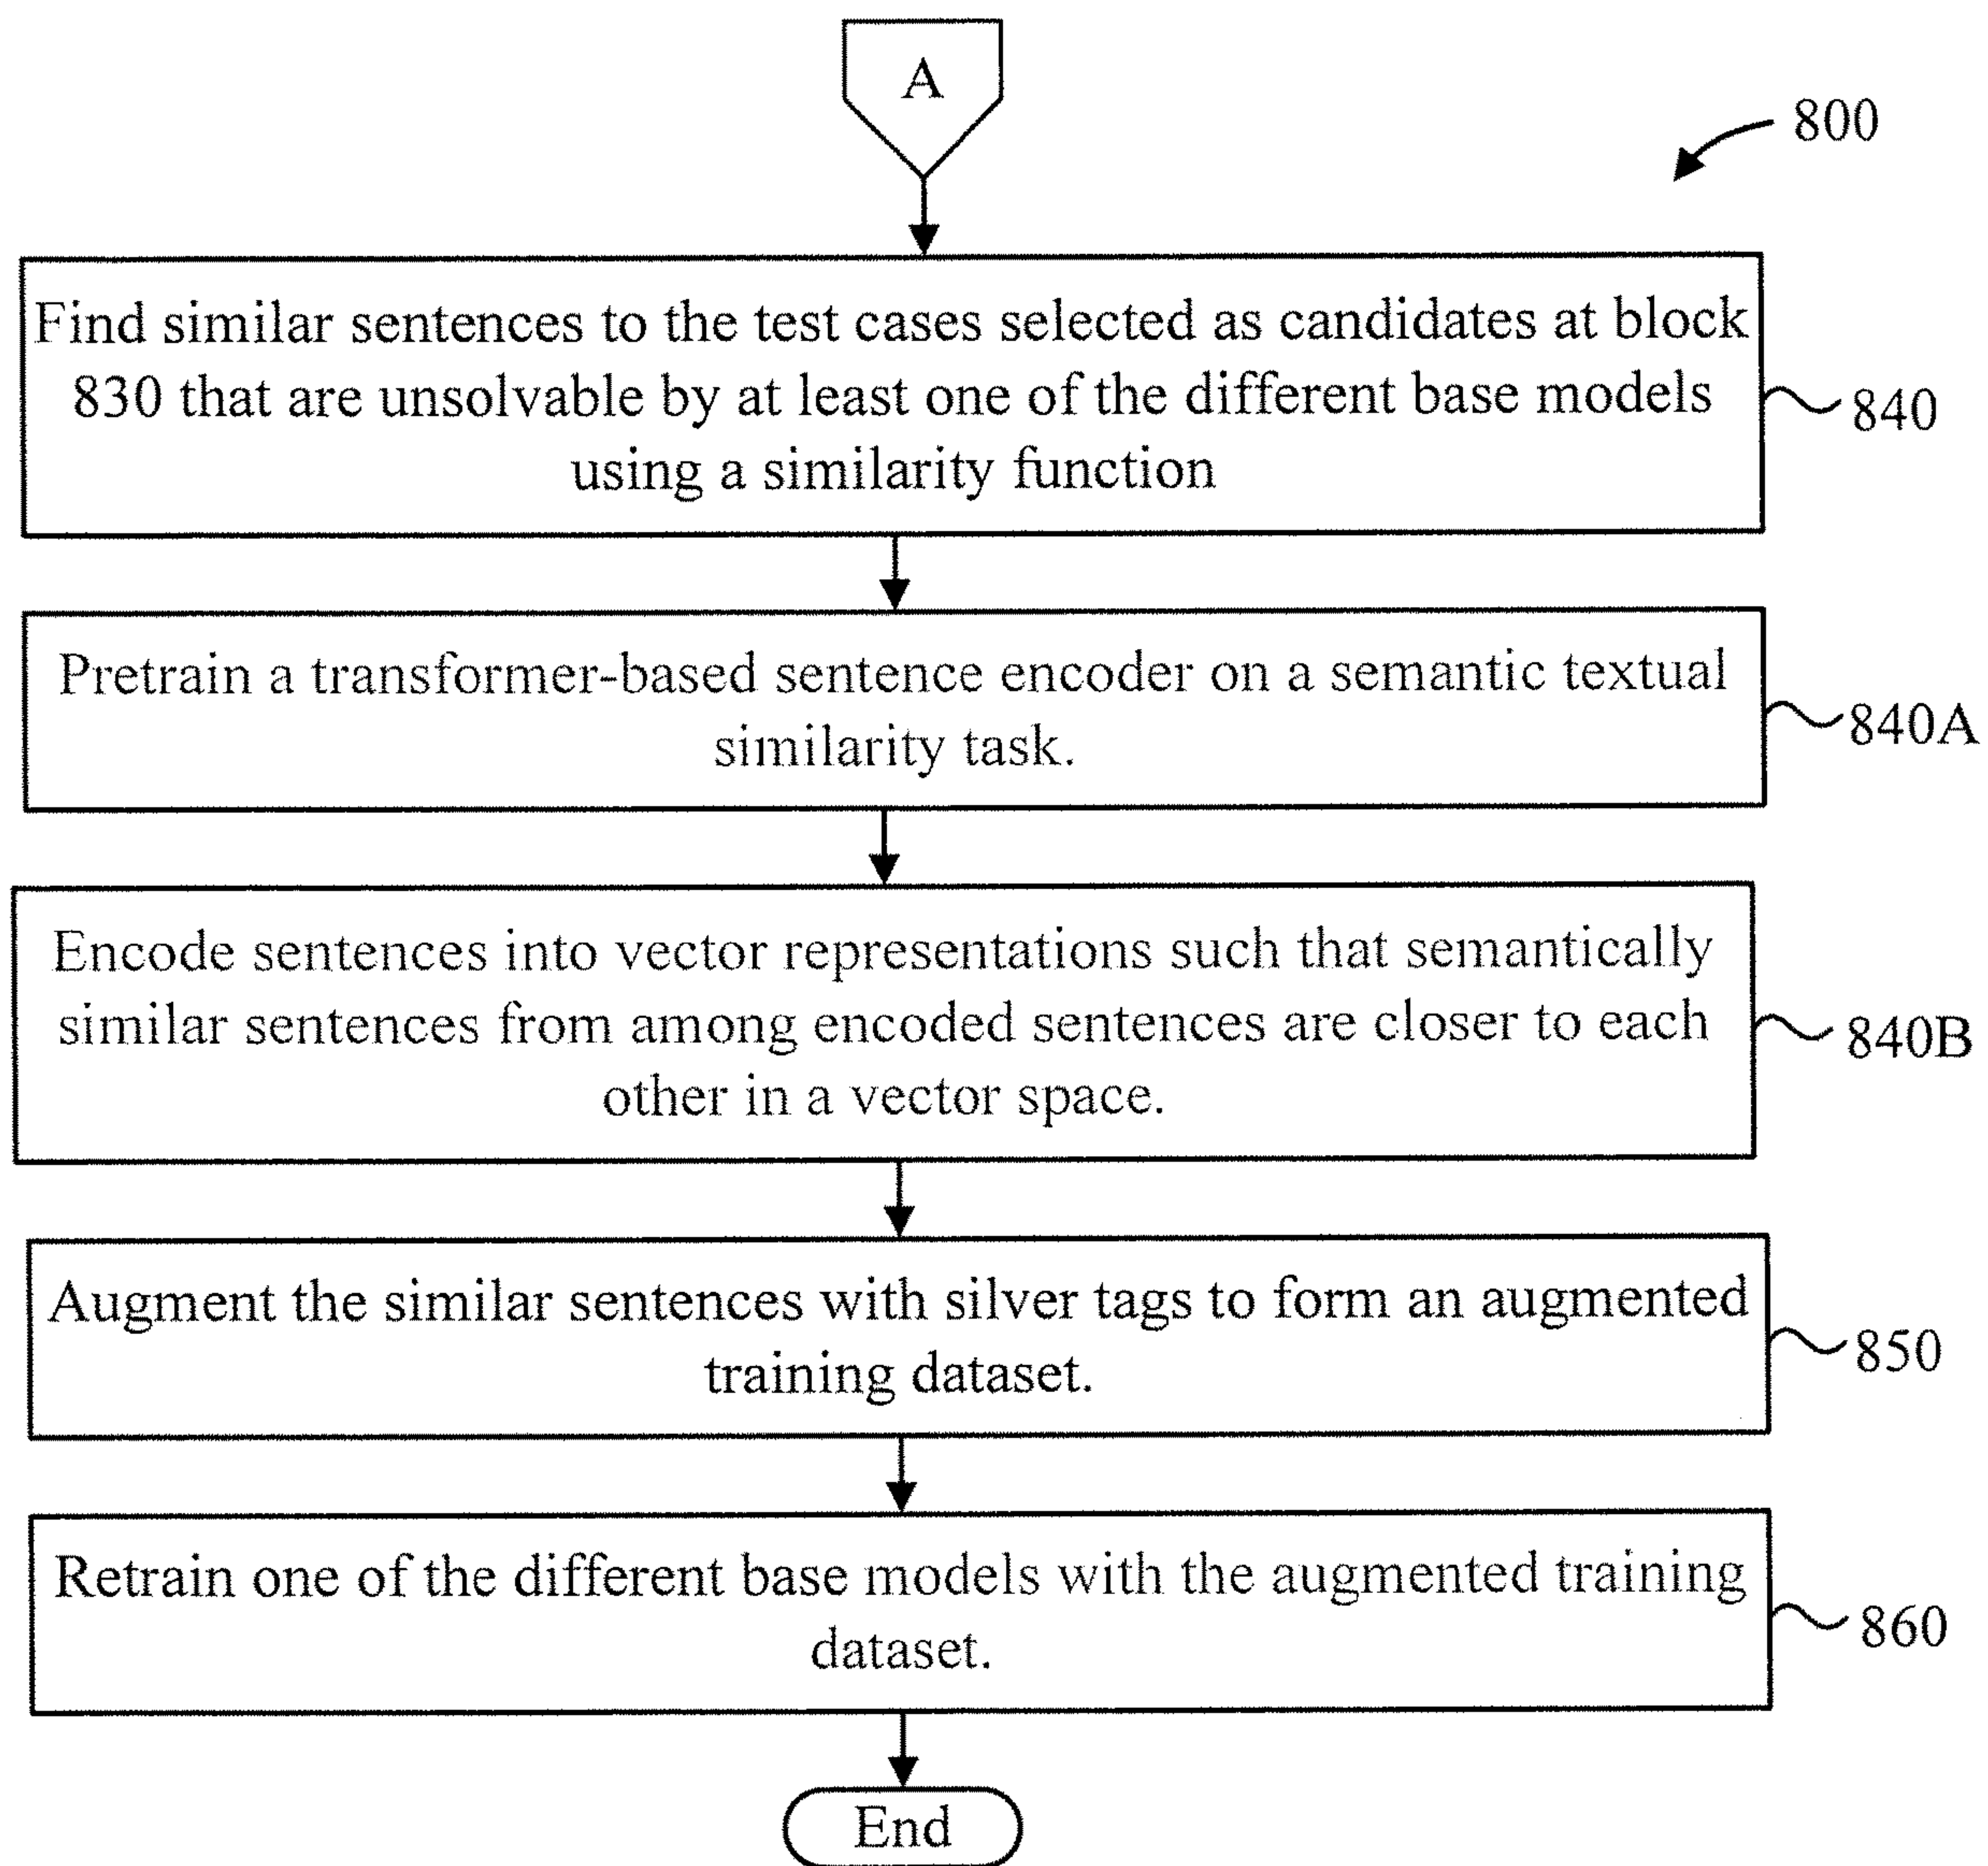 A
800
Find similar sentences to the test cases selected as candidates at block
830 that are unsolvable by at least one of the different base models
using a similarity function
840
Pretrain a transformer-based sentence encoder on a semantic textual
similarity task.
840A
Encode sentences into vector representations such that semantically
similar sentences from among encoded sentences are closer to each
other in a vector space.
840B
Augment the similar sentences with silver tags to form an augmented
training dataset.
850
Retrain one of the different base models with the augmented training
dataset.
860
End